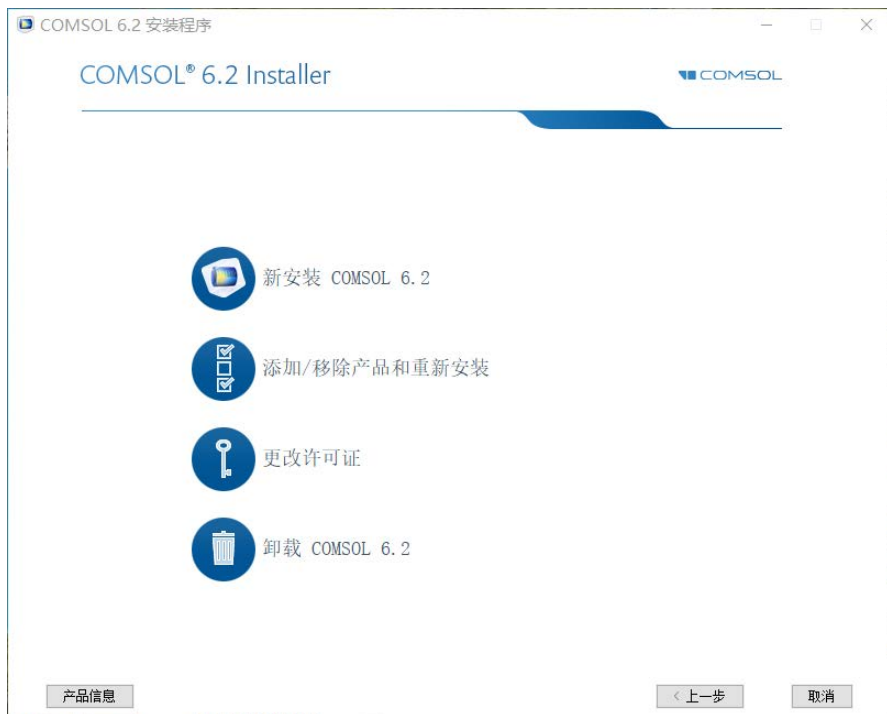 COMSOL 6.2 安装程序
COMSOL® 6.2 Installer
COMSOL
新安装 COMSOL 6.2
添加/移除产品和重新安装
更改许可证
卸载 COMSOL 6.2
产品信息
< 上一步
取消